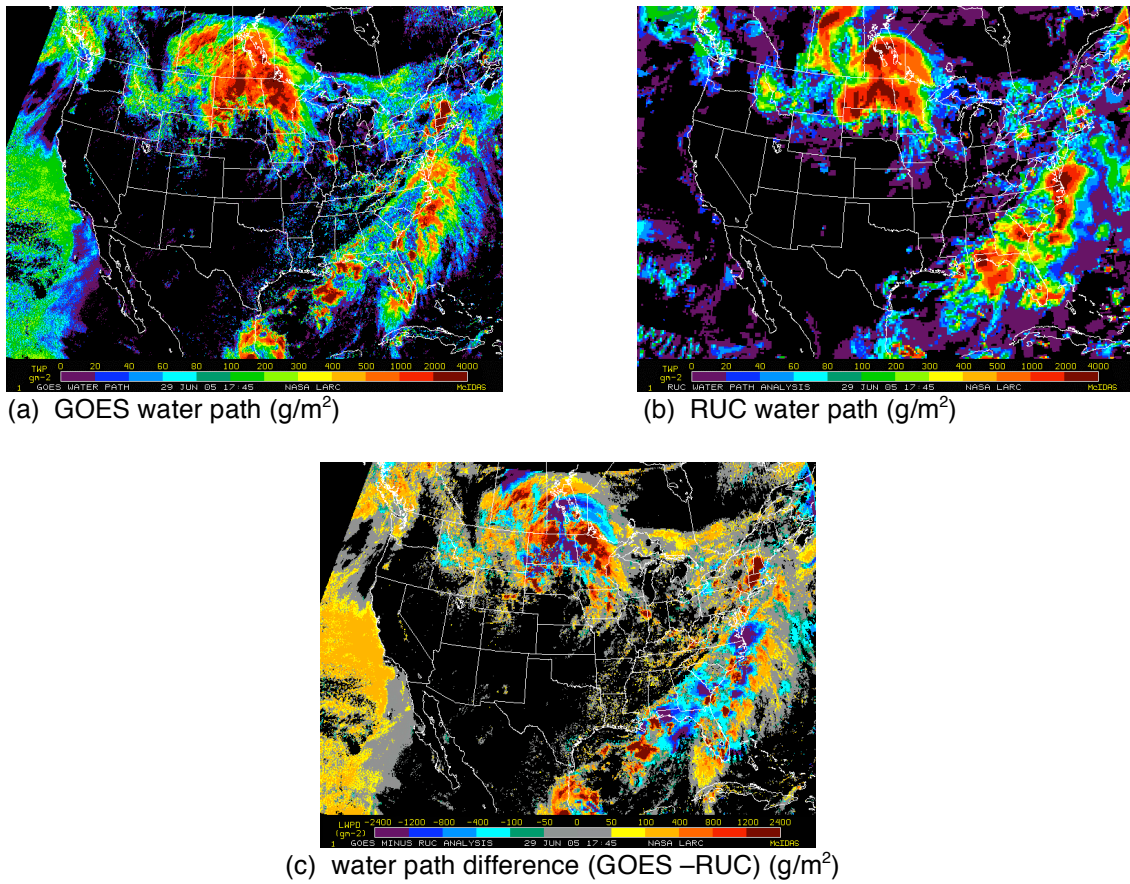 TWP 0 20 40 60 80 100 200 300 400 5000 1000 2000 4000
gm-2
1 GOES WATER PATH 29 JUN 05 17:45 NASA LARC McIDAS
(a) GOES water path (g/m²)
TWP 0 20 40 60 80 100 200 300 400 500 1000 2000 4000
gm-2
1 RUC WATER PATH ANALYSIS 29 JUN 05 17:45 NASA LARC McIDAS
(b) RUC water path (g/m²)
LWPD -2400 -1200 -800 -400 -100 -50 0 50 100 400 800 1200 2400
(gm-2)
1 GOES MINUS RUC ANALYSIS 29 JUN 05 17:45 NASA LARC McIDAS
(c) water path difference (GOES –RUC) (g/m²)